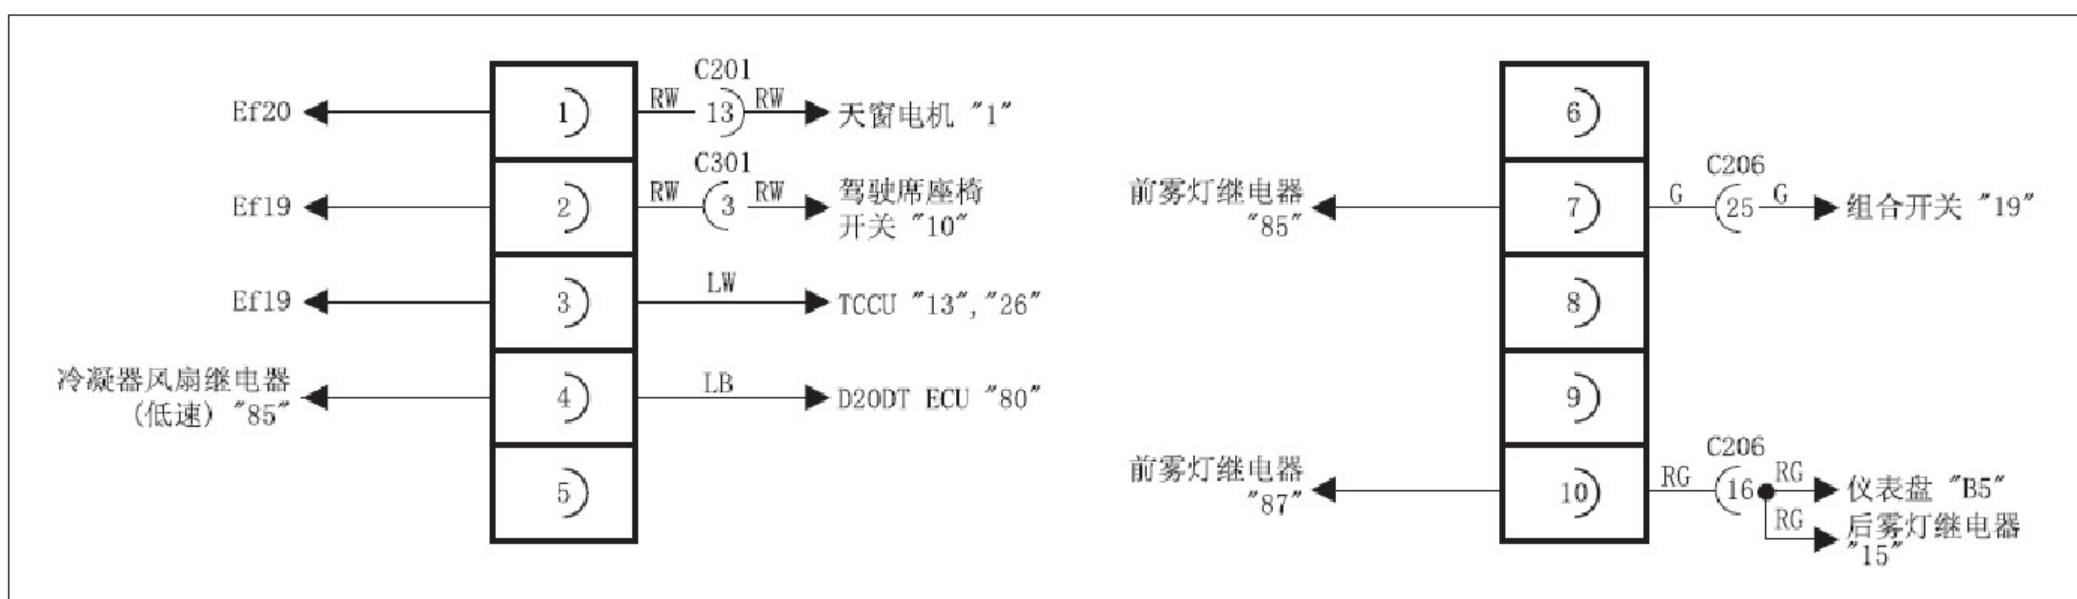 C201
Ef20 1 RW 13 RW 天窗电机 "1"
C301
Ef19 2 RW 3 RW 驾驶席座椅
开关 "10"
Ef19 3 LW TCCU "13","26"
冷凝器风扇继电器
(低速) "85"
4 LB D20DT ECU "80"
5
6
C206
前雾灯继电器
"85"
7 G 25 G 组合开关 "19"
8
9
C206
前雾灯继电器
"87"
10 RG 16 RG 仪表盘 "B5"
RG 后雾灯继电器
"15"